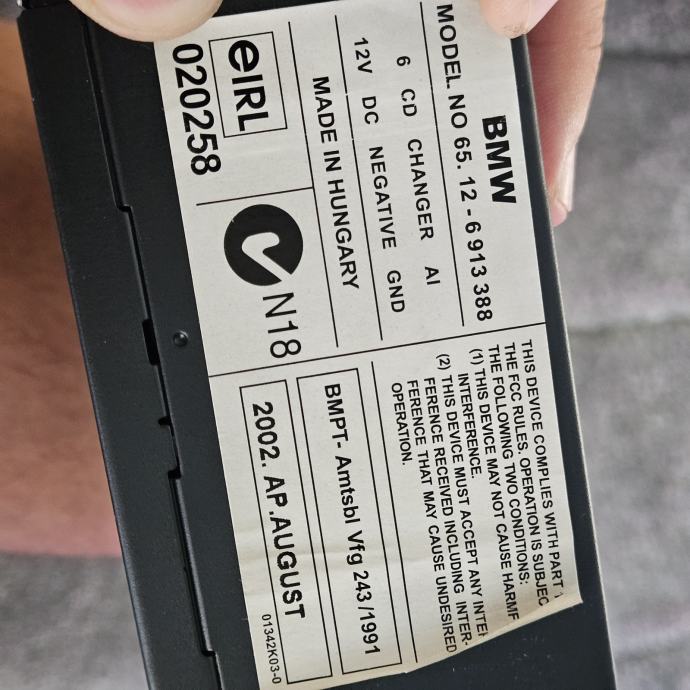 BMW
MODEL NO 65. 12 - 6 913 388
6 CD CHANGER AI
12V DC NEGATIVE GND
MADE IN HUNGARY
eIRL
020258
N18
THIS DEVICE COMPLIES WITH PART
THE FCC RULES. OPERATION IS SUBJEC
THE FOLLOWING TWO CONDITIONS:
(1) THIS DEVICE MAY NOT CAUSE HARMF
INTERFERENCE.
(2) THIS DEVICE MUST ACCEPT ANY INTE
FERENCE RECEIVED INCLUDING INTER-
FERENCE THAT MAY CAUSE UNDESIRED
OPERATION.
BMPT- Amtsbl Vfg 243/1991
2002. AP.AUGUST
01342K03-0